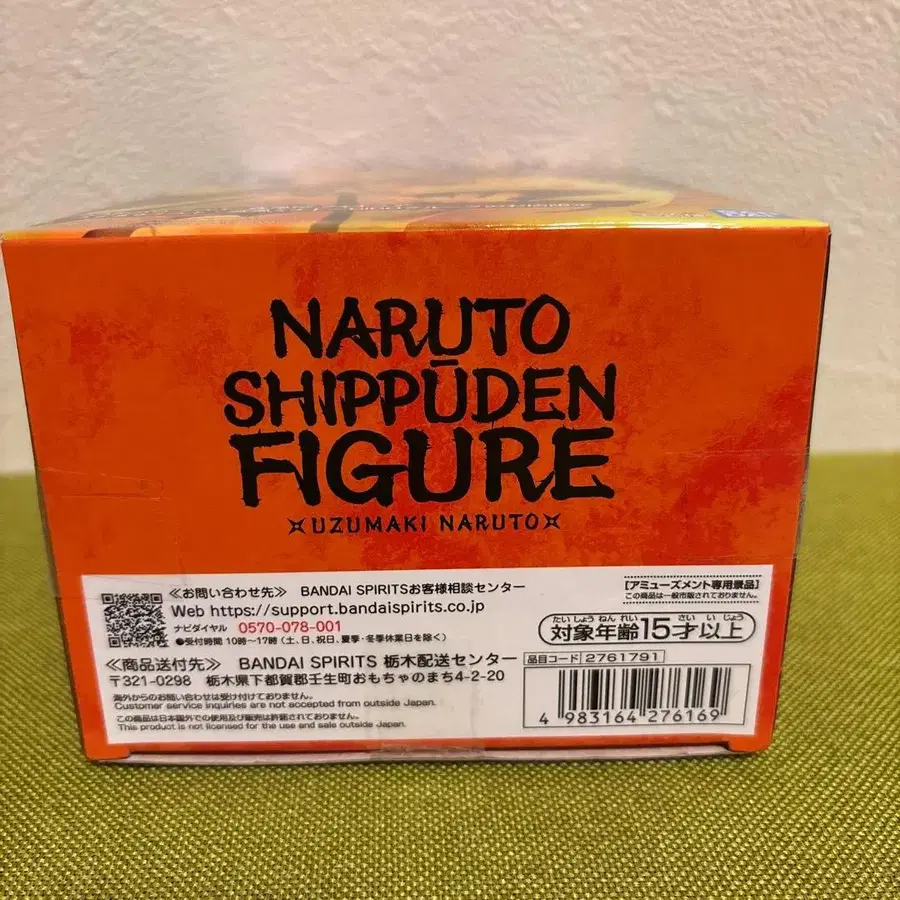 NARUTO
SHIPPŪDEN
FIGURE
UZUMAKI NARUTO
≪お問い合わせ先≫ BANDAI SPIRITSお客様相談センター
Web https://support.bandaispirits.co.jp
ナビダイヤル 0570-078-001
●受付時間 10時~17時(土、日、祝日、夏季・冬季休業日を除く)
≪商品送付先≫ BANDAI SPIRITS 栃木配送センター
〒321-0298 栃木県下都賀郡壬生町おもちゃのまち4-2-20
海外からのお問い合わせは受け付けておりません。
Customer service inquiries are not accepted from outside Japan.
この商品は日本国外での使用及び販売は許諾されておりません。
This product is not licensed for the use and sale outside Japan.
[アミューズメント専用景品]
この商品は一般市販されておりません。
たいしょうねんれい さい いじょう
対象年齢15才以上
品目コード 2761791
4 983164 276169